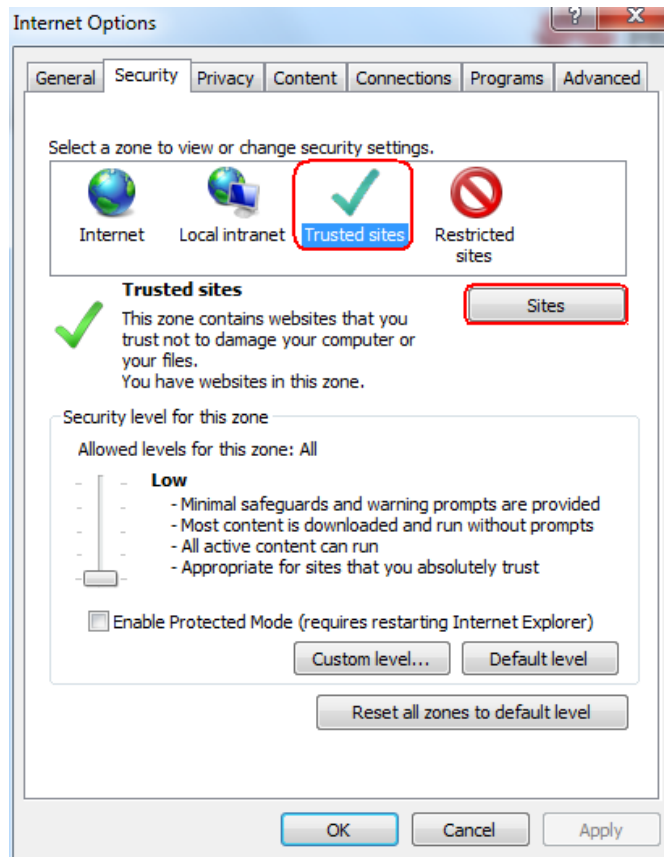 Internet Options
?
X
General Security Privacy Content Connections Programs Advanced
Select a zone to view or change security settings.
Internet Local intranet Trusted sites Restricted
sites
Trusted sites
Sites
This zone contains websites that you
trust not to damage your computer or
your files.
You have websites in this zone.
Security level for this zone
Allowed levels for this zone: All
Low
- Minimal safeguards and warning prompts are provided
- Most content is downloaded and run without prompts
- All active content can run
- Appropriate for sites that you absolutely trust
Enable Protected Mode (requires restarting Internet Explorer)
Custom level... Default level
Reset all zones to default level
OK Cancel Apply